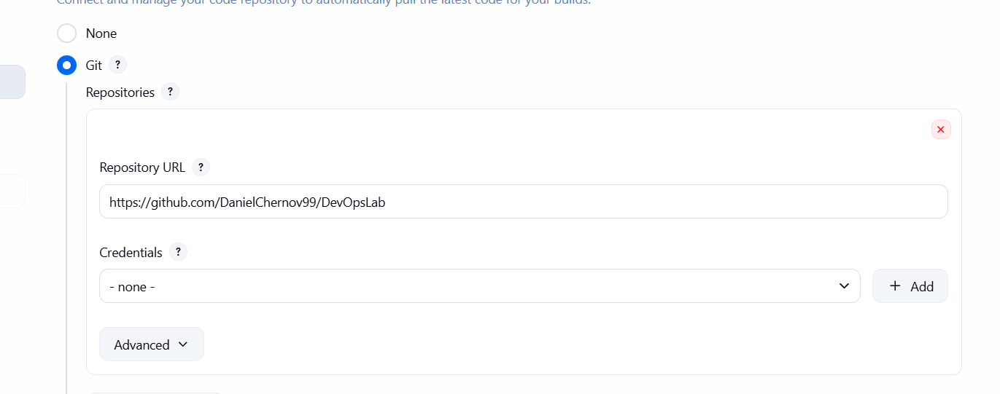 Connect and manage your code repository to automatically pull the latest code for your builds.
None
Git ?
Repositories ?
✕
Repository URL ?
https://github.com/DanielChernov99/DevOpsLab
Credentials ?
- none -
+ Add
Advanced